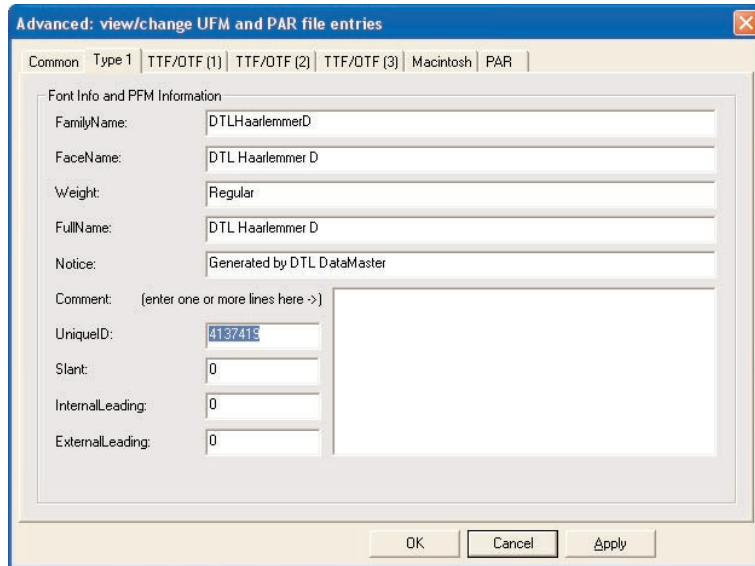 Advanced: view/change UFM and PAR file entries
Common Type 1 TTF/OTF (1) TTF/OTF (2) TTF/OTF (3) Macintosh PAR
Font Info and PFM Information
FamilyName: DTLHaarlemmerD
FaceName: DTL Haarlemmer D
Weight: Regular
FullName: DTL Haarlemmer D
Notice: Generated by DTL DataMaster
Comment: (enter one or more lines here ->)
UniqueID: 4137419
Slant: 0
InternalLeading: 0
ExternalLeading: 0
OK Cancel Apply